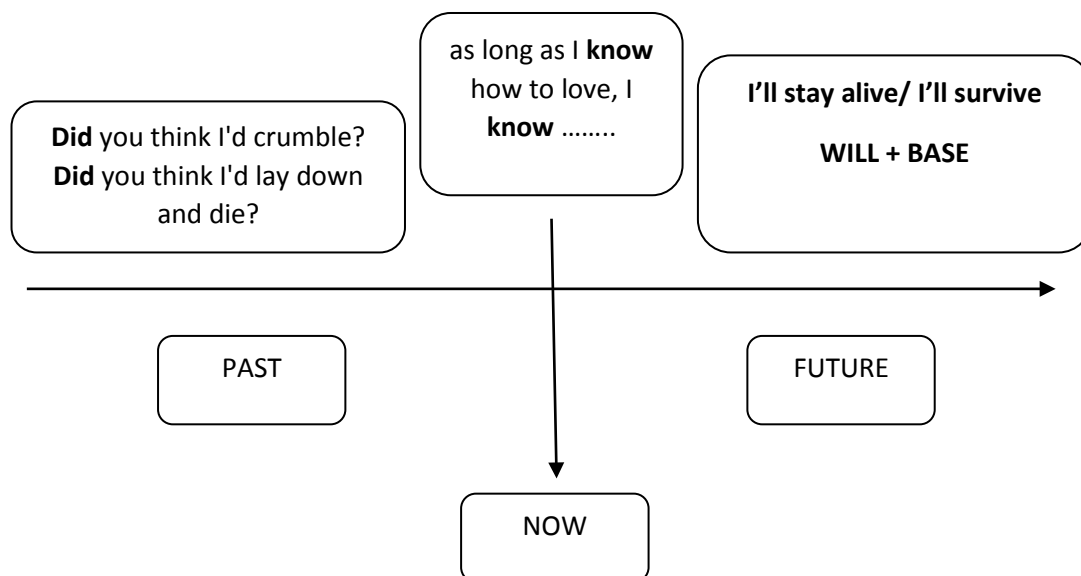 Did you think I'd crumble?
Did you think I'd lay down
and die?
as long as I know
how to love, I
know ........
I’ll stay alive/ I’ll survive
WILL + BASE
PAST
FUTURE
NOW